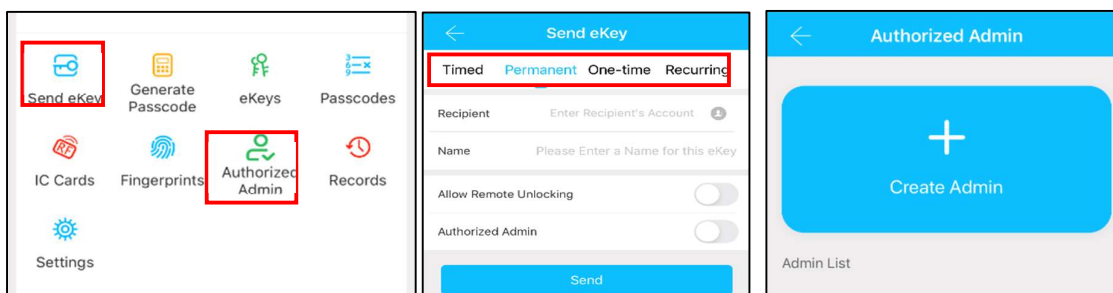 Send eKey
Generate
Passcode
eKeys
Passcodes
IC Cards
Fingerprints
Authorized
Admin
Records
Settings
Send eKey
Timed Permanent One-time Recurring
Recipient Enter Recipient's Account
Name Please Enter a Name for this eKey
Allow Remote Unlocking
Authorized Admin
Send
Authorized Admin
Create Admin
Admin List